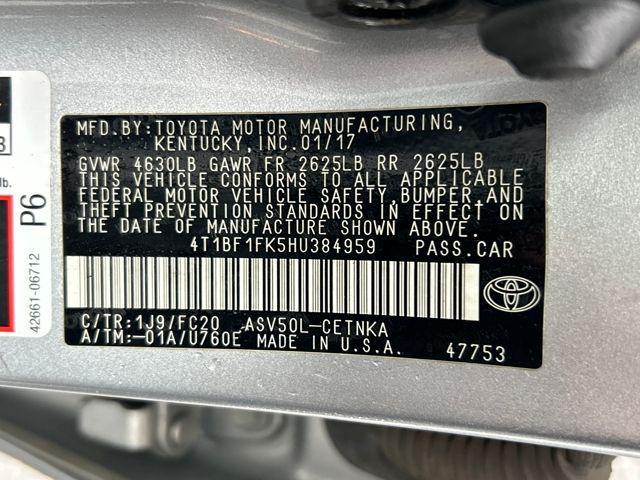 MFD.BY:TOYOTA MOTOR MANUFACTURING,
KENTUCKY,INC.01/17
GVWR 4630LB GAWR FR 2625LB RR 2625LB
THIS VEHICLE CONFORMS TO ALL APPLICABLE
FEDERAL MOTOR VEHICLE SAFETY,BUMPER,AND
THEFT PREVENTION STANDARDS IN EFFECT ON
THE DATE OF MANUFACTURE SHOWN ABOVE.
4T1BF1FK5HU384959 PASS.CAR
C/TR:1J9/FC20 ASV50L-CETNKA
A/TM:-01A/U760E MADE IN U.S.A. 47753
lb.
P6
42661-06712